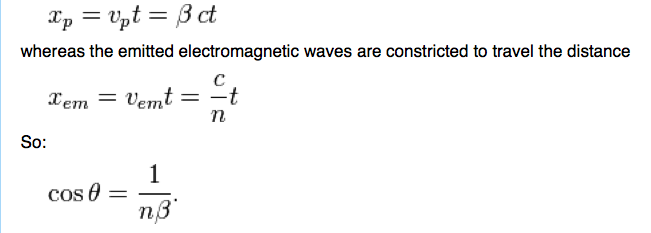 x_p = v_p t = β ct
whereas the emitted electromagnetic waves are constricted to travel the distance
x_em = v_em t = c/n t
So:
cos θ = 1/nβ.